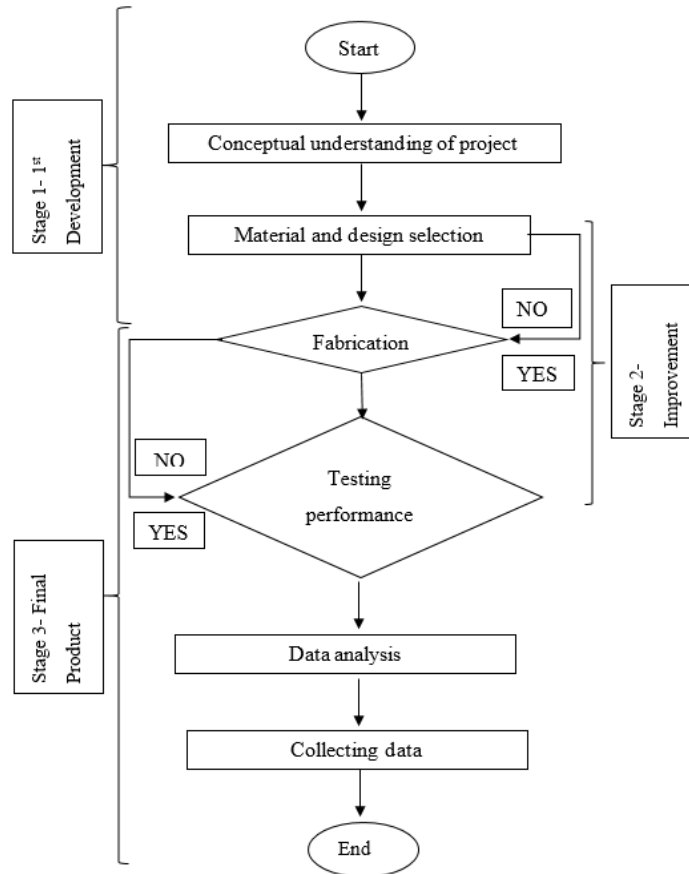 Start
Stage 1- 1st
Development
Conceptual understanding of project
Material and design selection
NO
Fabrication
YES
Stage 2-
Improvement
NO
Testing
performance
YES
Stage 3- Final
Product
Data analysis
Collecting data
End